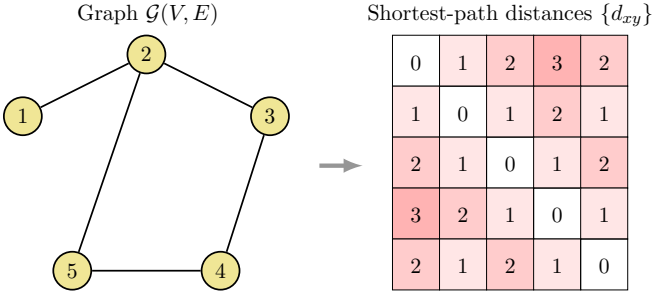 Graph 𝒢(V, E)
Shortest-path distances {d_xy}
2
1
3
5
4
0 1 2 3 2
1 0 1 2 1
2 1 0 1 2
3 2 1 0 1
2 1 2 1 0